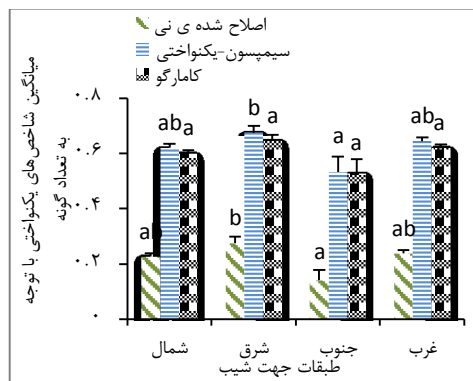 اصلاح شده ی نی
سیمپسون-یکنواختی
کامارگو
میانگین شاخص‌های یکنواختی با توجه
به تعداد گونه
۰.۸
۰.۶
۰.۴
۰.۲
۰
ab ab a
b b a
a a a
ab ab a
شمال شرق جنوب غرب
طبقات جهت شیب